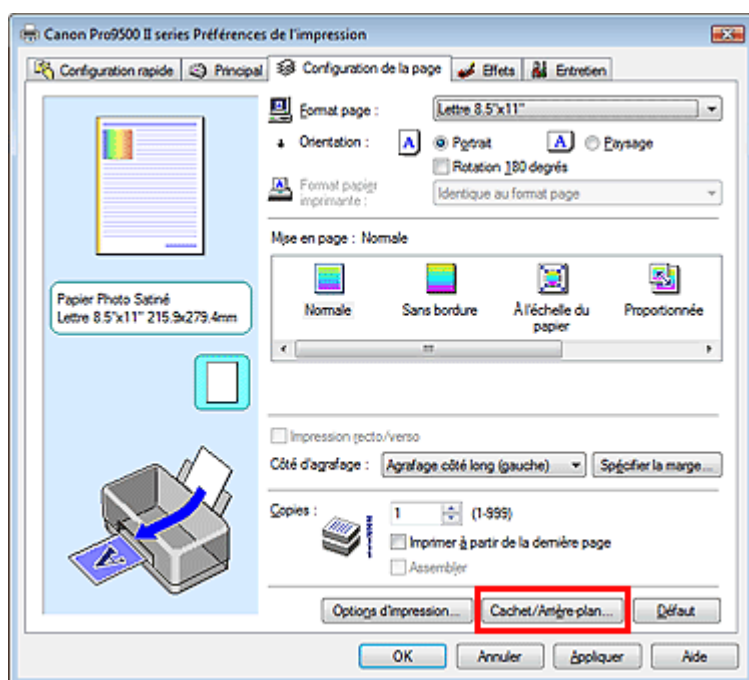 Canon Pro9500 II series Préférences de l'impression
Configuration rapide Principal Configuration de la page Effets Entretien
Format page : Lettre 8.5"x11"
Orientation : A Portrait A Paysage
Rotation 180 degrés
Format papier
imprimante : Identique au format page
Mise en page : Normale
Normale Sans bordure À l'échelle du
papier Proportionnée
Papier Photo Satiné
Lettre 8.5"x11" 215.9x279.4mm
Impression recto/verso
Côté d'agrafage : Agrafage côté long (gauche) Spécifier la marge...
Copies : 1 (1-999)
Imprimer à partir de la dernière page
Assembler
Options d'impression... Cachet/Arrière-plan... Défaut
OK Annuler Appliquer Aide